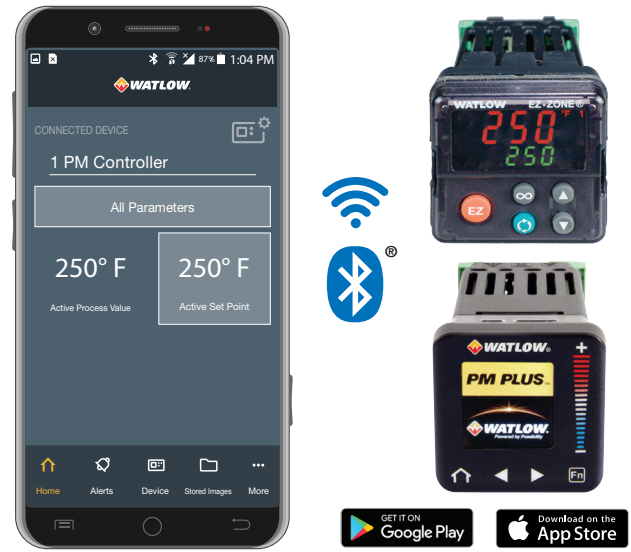 87% 1:04 PM
WATLOW.
CONNECTED DEVICE
1 PM Controller
All Parameters
250° F
250° F
Active Process Value
Active Set Point
Home
Alerts
Device
Stored Images
More
WATLOW EZ-ZONE®
250 °F 1
250
EZ
®
WATLOW®
PM PLUS™
WATLOW.
Powered by Possibility
Fn
GET IT ON
Google Play
Download on the
App Store